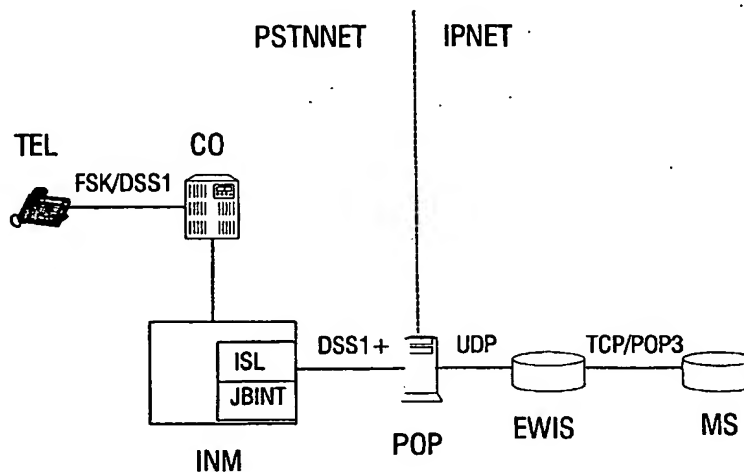 PSTNNET IPNET
TEL CO
FSK/DSS1
ISL DSS1+ UDP TCP/POP3
JBINT
INM POP EWIS MS